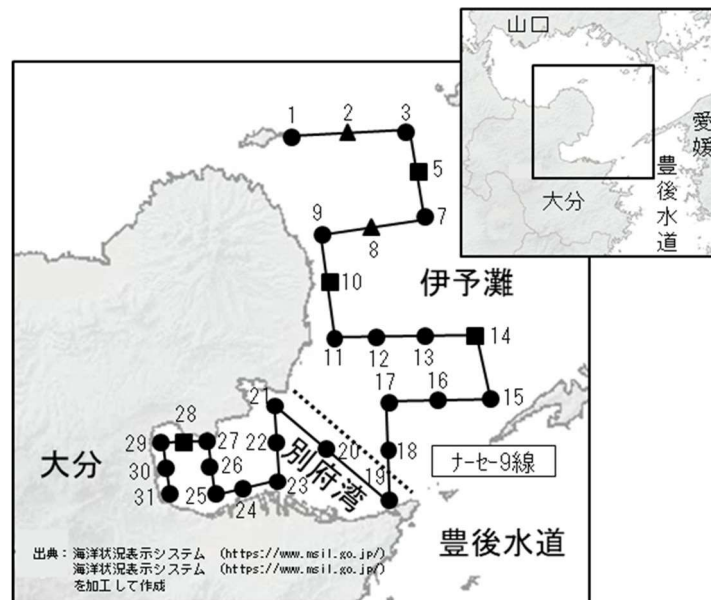 山口
愛媛
豊後水道
大分
1
2
3
5
7
9
8
10
伊予灘
11
12
13
14
17
16
15
21
22
20
18
19
別府湾
ナーセー9線
28
29
27
30
26
31
25
24
23
大分
豊後水道
出典：海洋状況表示システム （https://www.msil.go.jp/）
海洋状況表示システム （https://www.msil.go.jp/）
を加工して作成